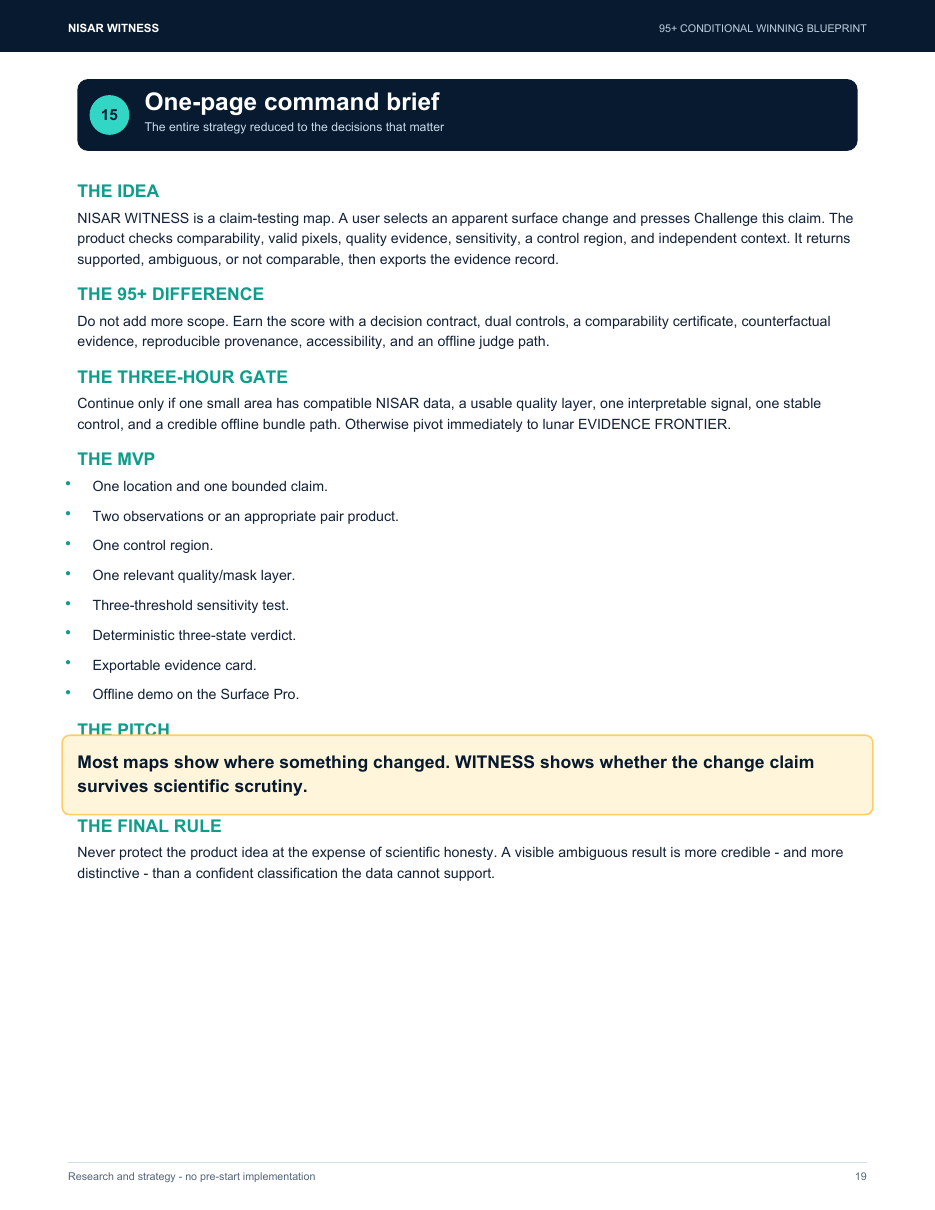 NISAR WITNESS
95+ CONDITIONAL WINNING BLUEPRINT
15
One-page command brief
The entire strategy reduced to the decisions that matter
THE IDEA
NISAR WITNESS is a claim-testing map. A user selects an apparent surface change and presses Challenge this claim. The
product checks comparability, valid pixels, quality evidence, sensitivity, a control region, and independent context. It returns
supported, ambiguous, or not comparable, then exports the evidence record.
THE 95+ DIFFERENCE
Do not add more scope. Earn the score with a decision contract, dual controls, a comparability certificate, counterfactual
evidence, reproducible provenance, accessibility, and an offline judge path.
THE THREE-HOUR GATE
Continue only if one small area has compatible NISAR data, a usable quality layer, one interpretable signal, one stable
control, and a credible offline bundle path. Otherwise pivot immediately to lunar EVIDENCE FRONTIER.
THE MVP
• One location and one bounded claim.
• Two observations or an appropriate pair product.
• One control region.
• One relevant quality/mask layer.
• Three-threshold sensitivity test.
• Deterministic three-state verdict.
• Exportable evidence card.
• Offline demo on the Surface Pro.
THE PITCH
Most maps show where something changed. WITNESS shows whether the change claim
survives scientific scrutiny.
THE FINAL RULE
Never protect the product idea at the expense of scientific honesty. A visible ambiguous result is more credible - and more
distinctive - than a confident classification the data cannot support.
Research and strategy - no pre-start implementation
19